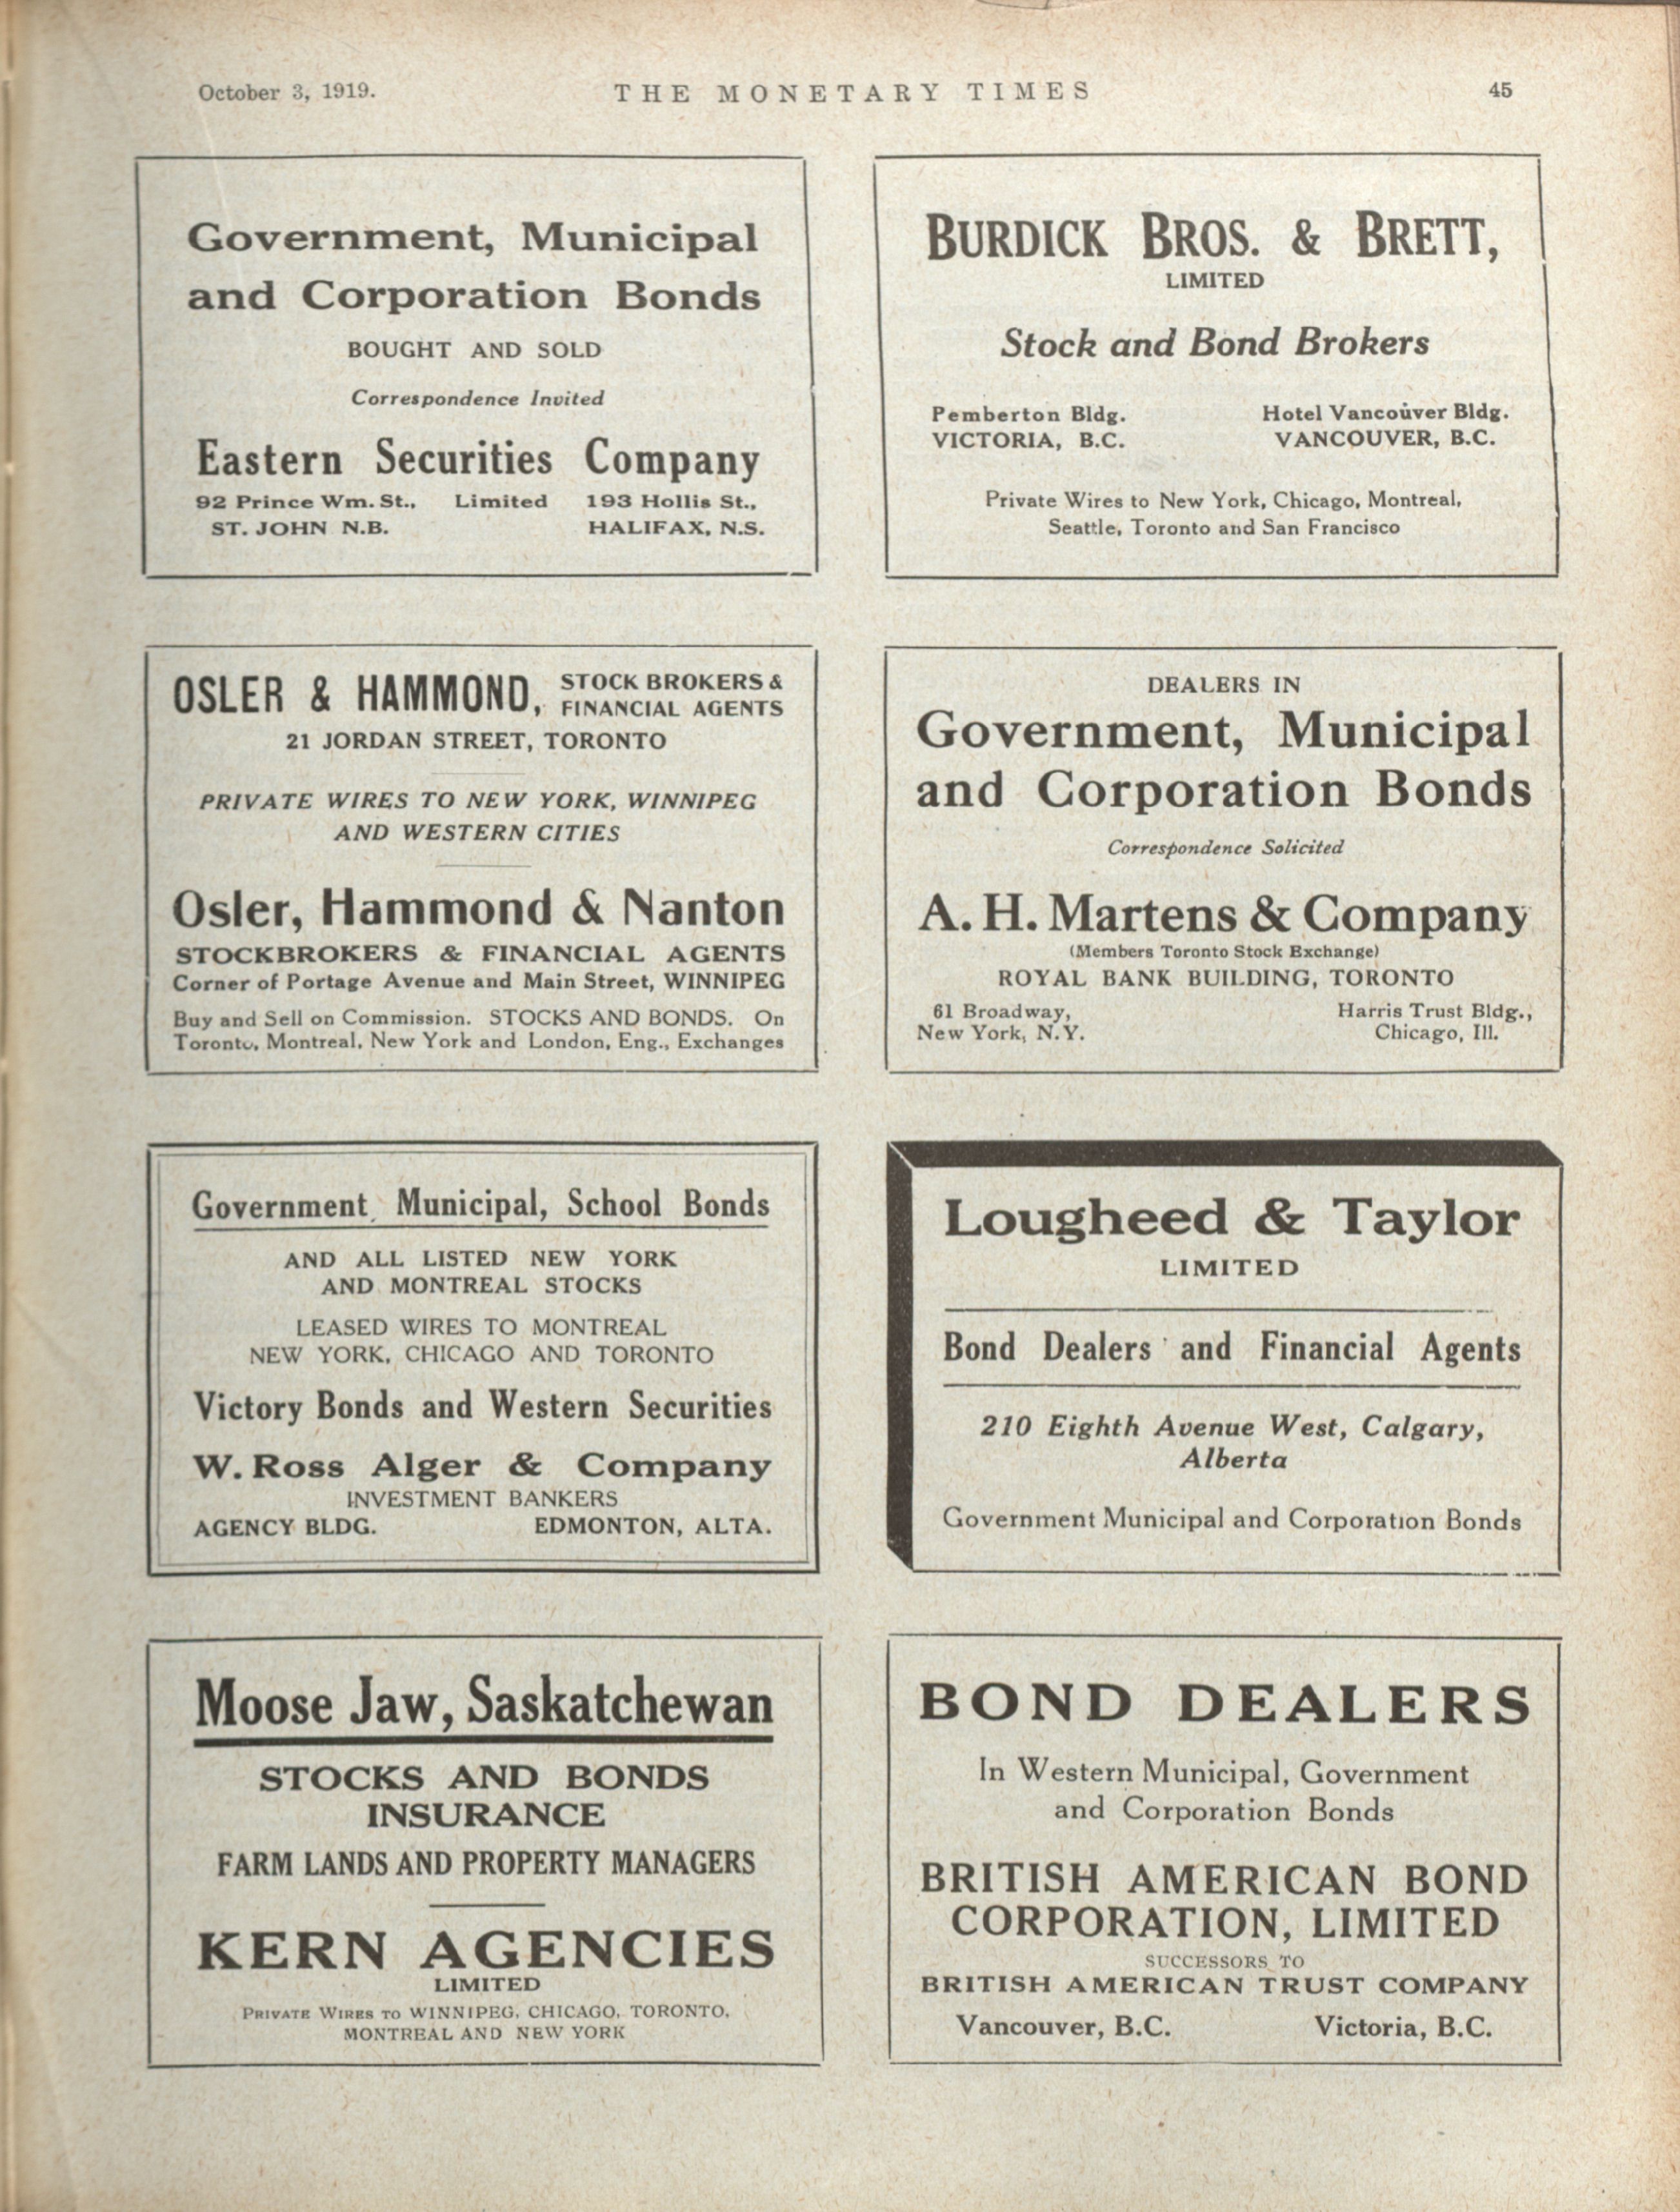 October 3, 1919.
THE MONETARY TIMES
45
Government, Municipal
and Corporation Bonds
BOUGHT AND SOLD
Correspondence Invited
Eastern Securities Company
92 Prince Wm. St., Limited 193 Hollis St.,
ST. JOHN N.B. HALIFAX, N.S.
BURDICK BROS. & BRETT,
LIMITED
Stock and Bond Brokers
Pemberton Bldg. Hotel Vancouver Bldg.
VICTORIA, B.C. VANCOUVER, B.C.
Private Wires to New York, Chicago, Montreal,
Seattle, Toronto and San Francisco
OSLER & HAMMOND, STOCK BROKERS &
FINANCIAL AGENTS
21 JORDAN STREET, TORONTO
PRIVATE WIRES TO NEW YORK, WINNIPEG
AND WESTERN CITIES
Osler, Hammond & Nanton
STOCKBROKERS & FINANCIAL AGENTS
Corner of Portage Avenue and Main Street, WINNIPEG
Buy and Sell on Commission. STOCKS AND BONDS. On
Toronto, Montreal, New York and London, Eng., Exchanges
DEALERS IN
Government, Municipal
and Corporation Bonds
Correspondence Solicited
A. H. Martens & Company
(Members Toronto Stock Exchange)
ROYAL BANK BUILDING, TORONTO
61 Broadway, Harris Trust Bldg.,
New York, N.Y. Chicago, Ill.
Government, Municipal, School Bonds
AND ALL LISTED NEW YORK
AND MONTREAL STOCKS
LEASED WIRES TO MONTREAL
NEW YORK, CHICAGO AND TORONTO
Victory Bonds and Western Securities
W. Ross Alger & Company
INVESTMENT BANKERS
AGENCY BLDG. EDMONTON, ALTA.
Lougheed & Taylor
LIMITED
Bond Dealers and Financial Agents
210 Eighth Avenue West, Calgary,
Alberta
Government Municipal and Corporation Bonds
Moose Jaw, Saskatchewan
STOCKS AND BONDS
INSURANCE
FARM LANDS AND PROPERTY MANAGERS
KERN AGENCIES
LIMITED
PRIVATE WIRES TO WINNIPEG, CHICAGO, TORONTO,
MONTREAL AND NEW YORK
BOND DEALERS
In Western Municipal, Government
and Corporation Bonds
BRITISH AMERICAN BOND
CORPORATION, LIMITED
SUCCESSORS TO
BRITISH AMERICAN TRUST COMPANY
Vancouver, B.C. Victoria, B.C.